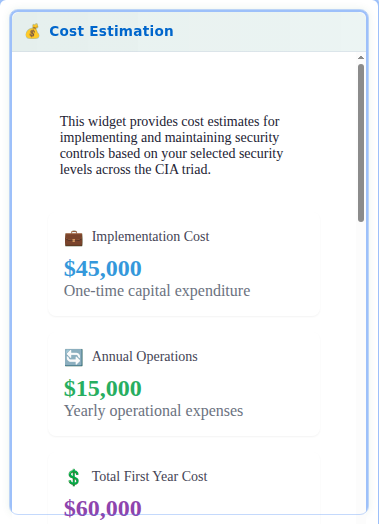 Cost Estimation
This widget provides cost estimates for
implementing and maintaining security
controls based on your selected security
levels across the CIA triad.
Implementation Cost
$45,000
One-time capital expenditure
Annual Operations
$15,000
Yearly operational expenses
Total First Year Cost
$60,000